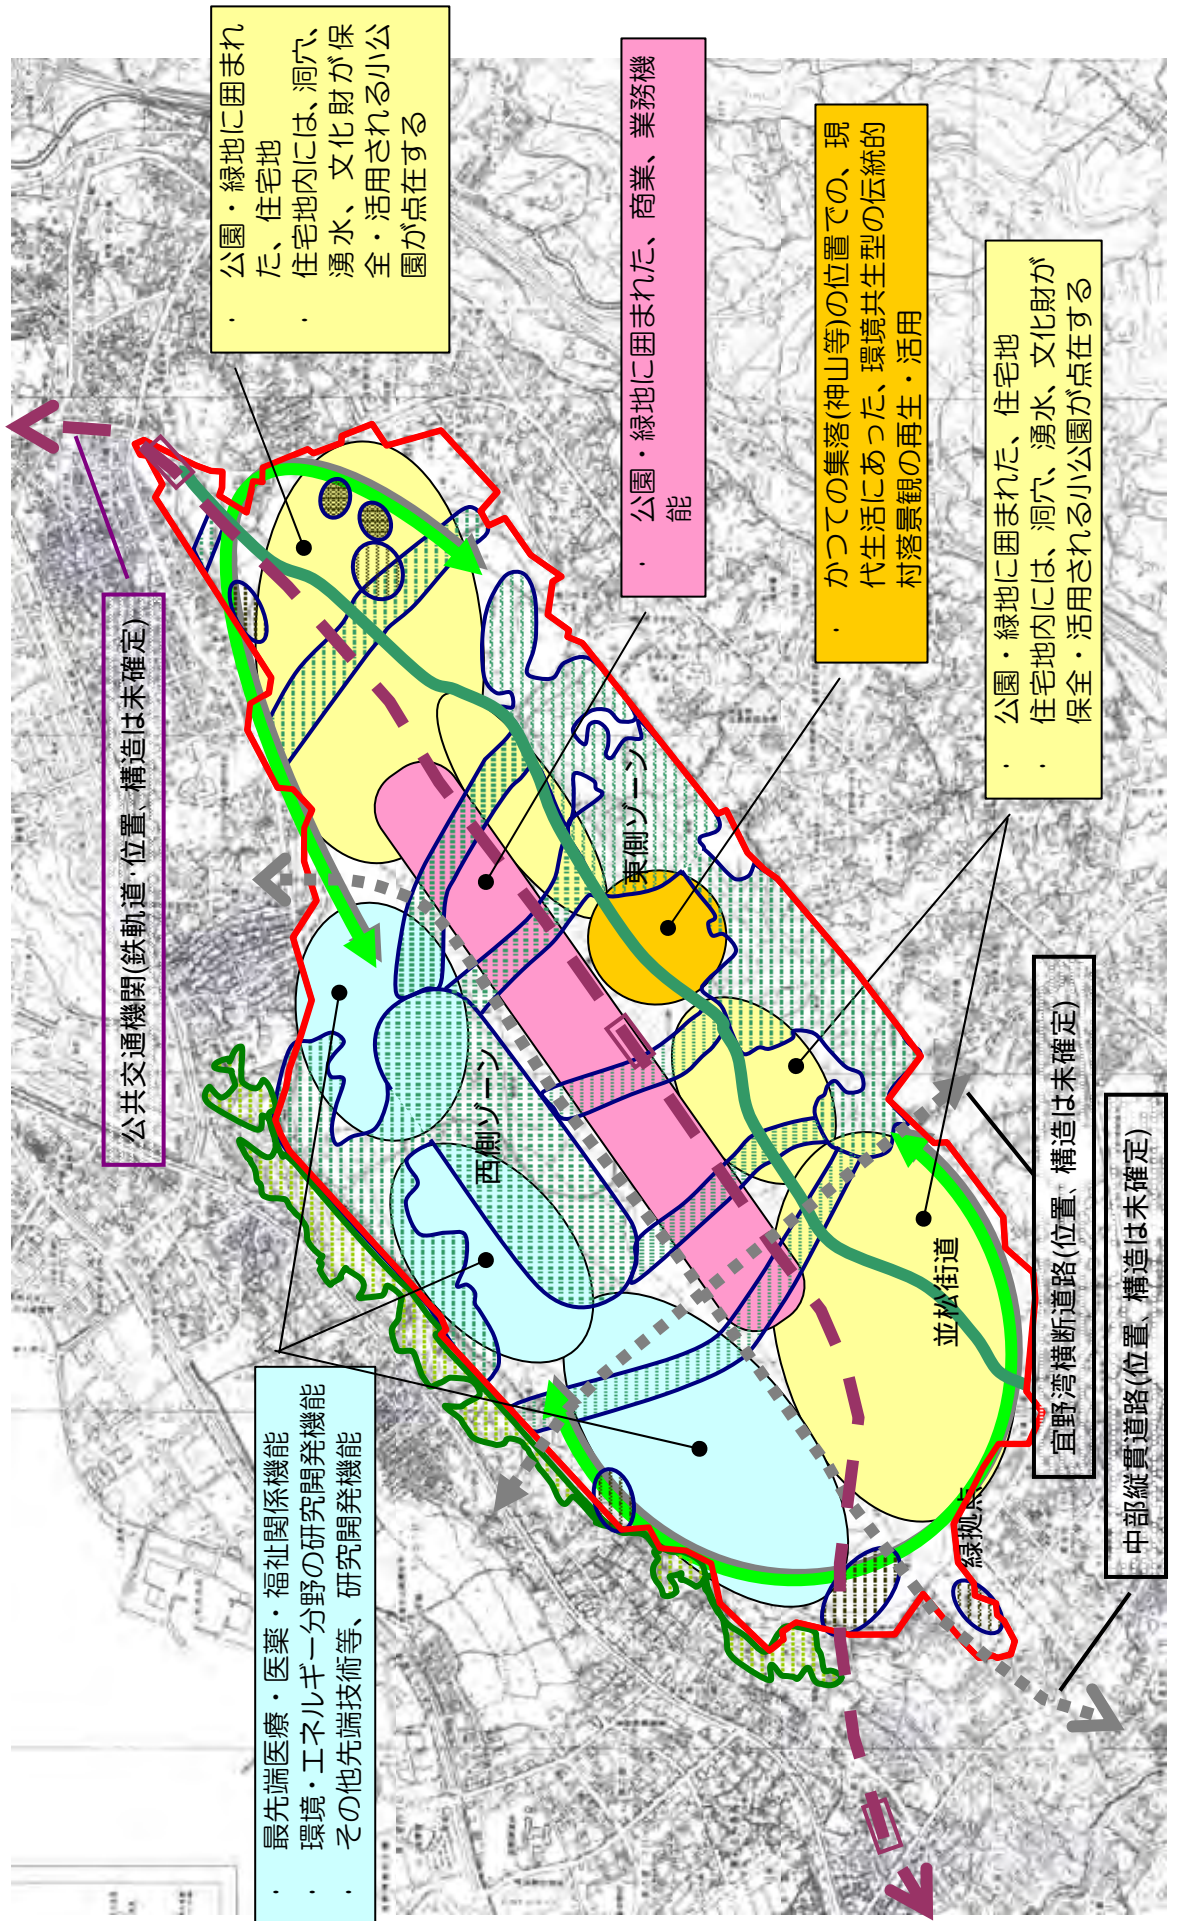 ・ 公園・緑地に囲まれ
た、住宅地
・ 住宅地内には、洞穴、
湧水、文化財が保
全・活用される小公
園が点在する
・ 公園・緑地に囲まれた、商業、業務機
能
・ かつての集落(神山等)の位置での、現
代生活にあった、環境共生型の伝統的
村落景観の再生・活用
・ 公園・緑地に囲まれた、住宅地
・ 住宅地内には、洞穴、湧水、文化財が
保全・活用される小公園が点在する
公共交通機関(鉄軌道・位置、構造は未確定)
東側ゾーン
西側ゾーン
並松街道
緑拠点
宜野湾横断道路(位置、構造は未確定)
中部縦貫道路(位置、構造は未確定)
・ 最先端医療・医薬・福祉関係機能
・ 環境・エネルギー分野の研究開発機能
・ その他先端技術等、研究開発機能